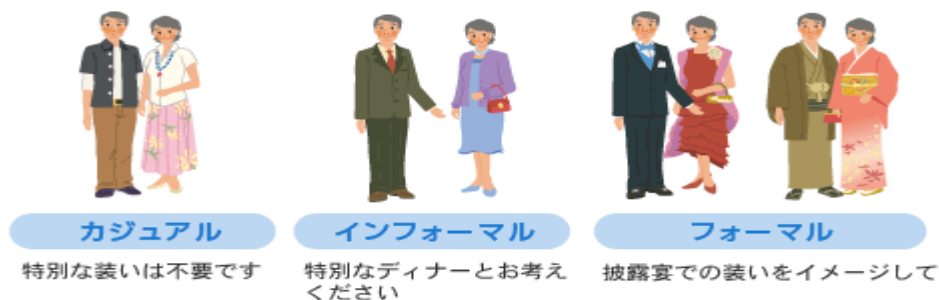 カジュアル
特別な装いは不要です
インフォーマル
特別なディナーとお考え
ください
フォーマル
披露宴での装いをイメージして